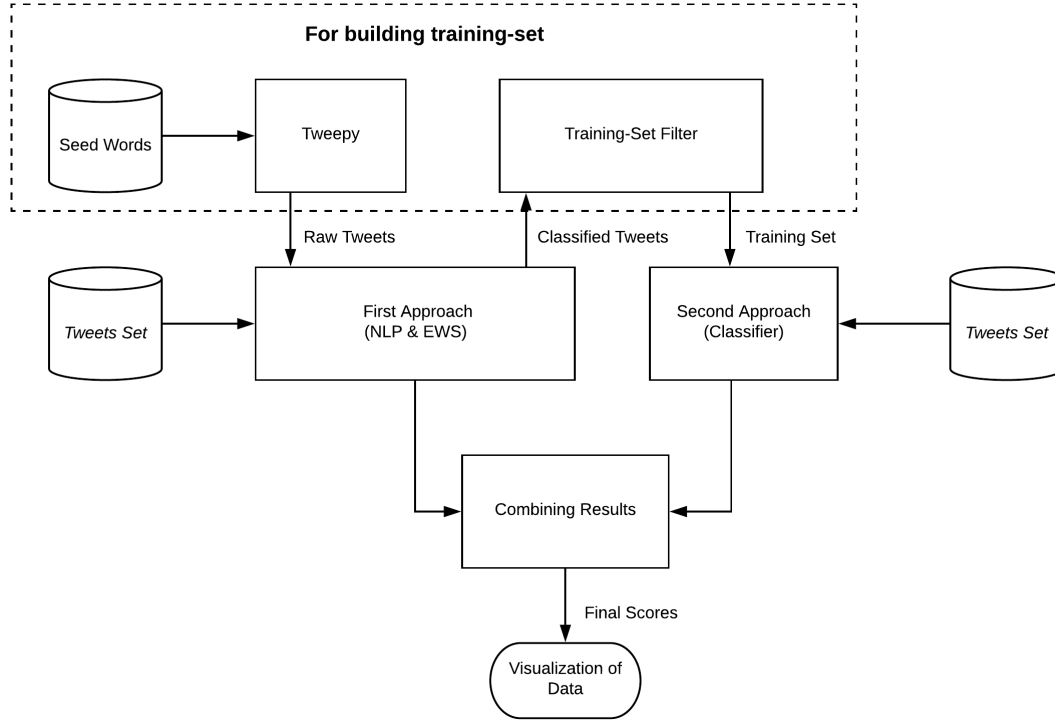 For building training-set
Seed Words
Tweepy
Training-Set Filter
Raw Tweets
Classified Tweets
Training Set
Tweets Set
First Approach
(NLP & EWS)
Second Approach
(Classifier)
Tweets Set
Combining Results
Final Scores
Visualization of
Data